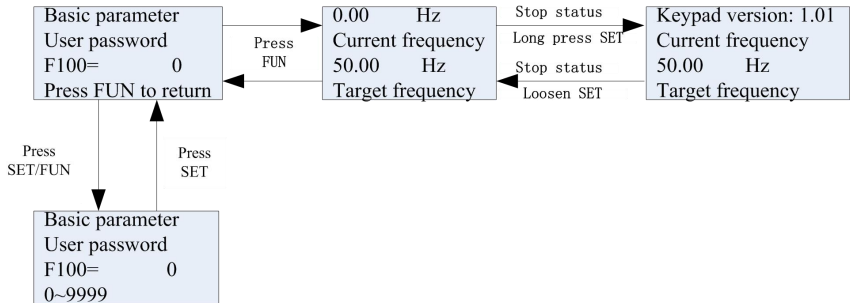 Basic parameter
User password
F100= 0
Press FUN to return
Press
FUN
0.00 Hz
Current frequency
50.00 Hz
Target frequency
Stop status
Long press SET
Stop status
Loosen SET
Keypad version: 1.01
Current frequency
50.00 Hz
Target frequency
Press
SET/FUN
Press
SET
Basic parameter
User password
F100= 0
0~9999